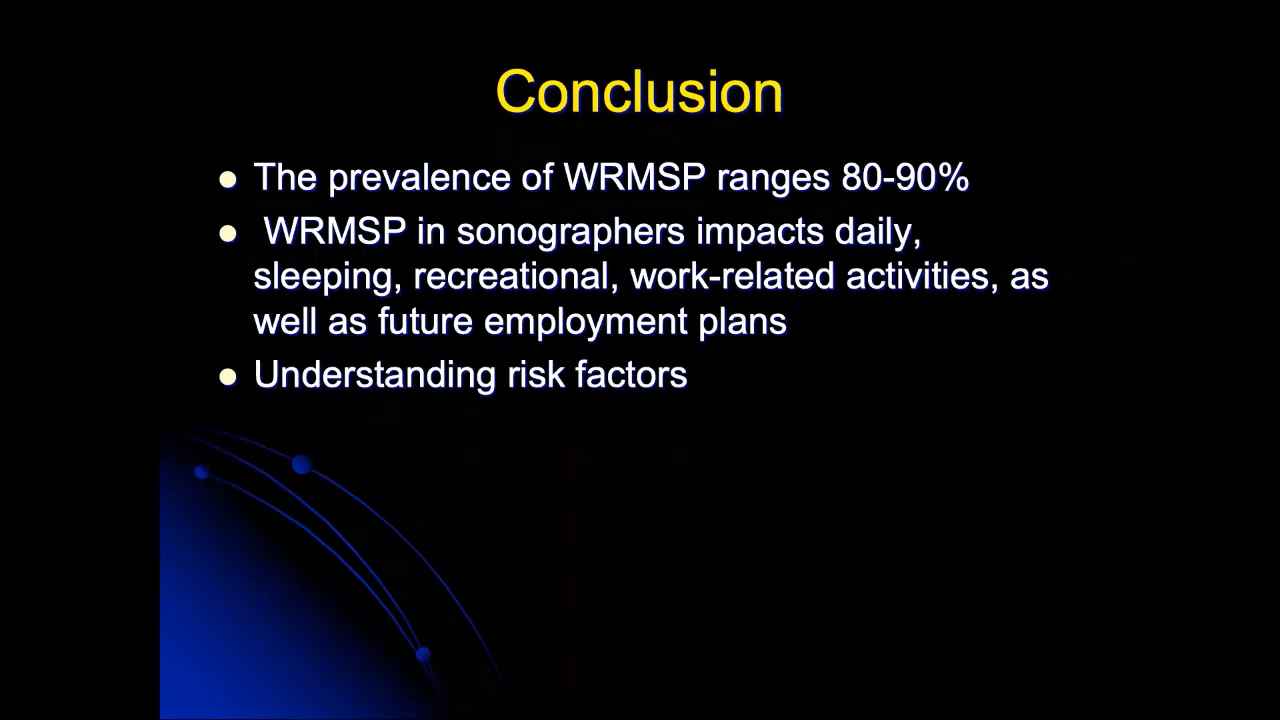 Conclusion
The prevalence of WRMSP ranges 80-90%
WRMSP in sonographers impacts daily,
sleeping, recreational, work-related activities, as
well as future employment plans
Understanding risk factors